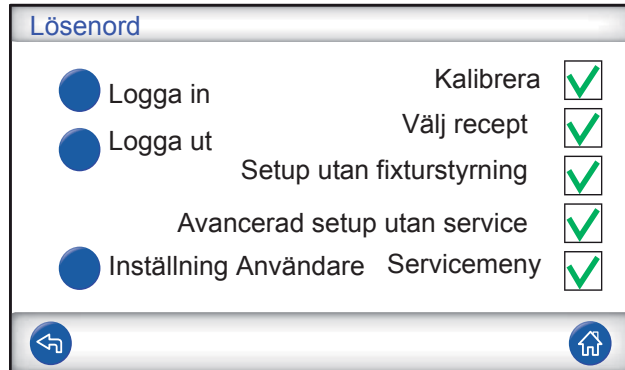 Lösenord
Logga in
Kalibrera
Logga ut
Välj recept
Setup utan fixturstyrning
Avancerad setup utan service
Inställning Användare
Servicemeny